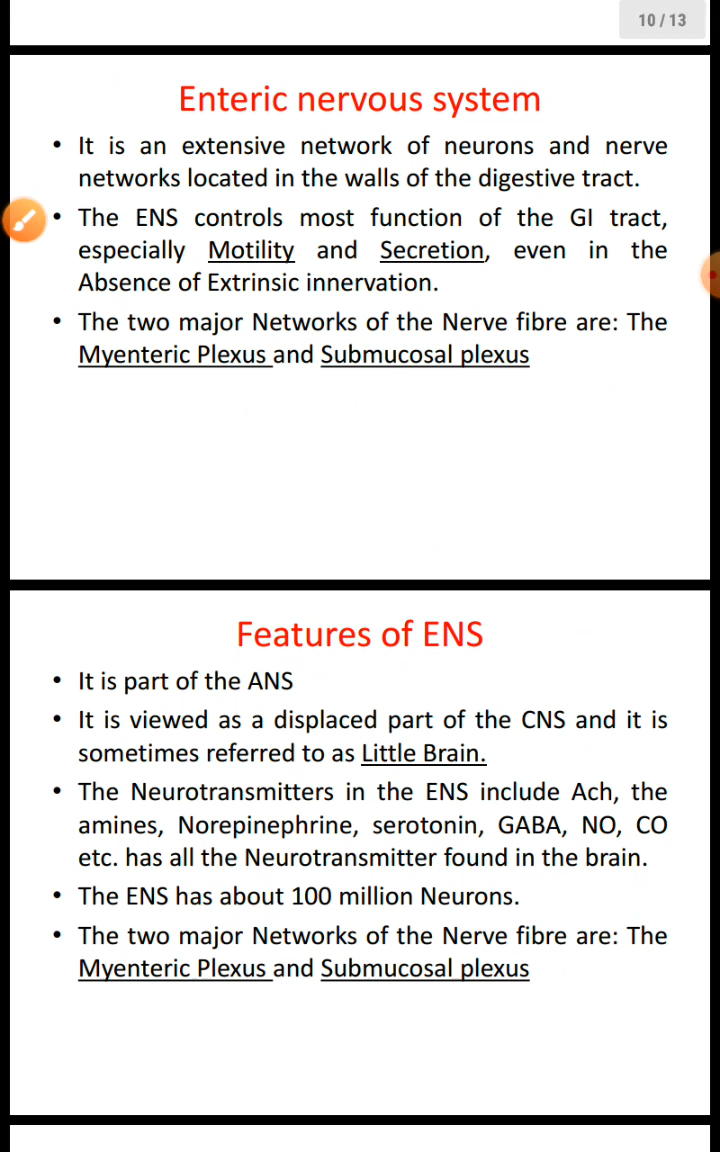 10 / 13
Enteric nervous system
• It is an extensive network of neurons and nerve
networks located in the walls of the digestive tract.
• The ENS controls most function of the GI tract,
especially Motility and Secretion, even in the
Absence of Extrinsic innervation.
• The two major Networks of the Nerve fibre are: The
Myenteric Plexus and Submucosal plexus
Features of ENS
• It is part of the ANS
• It is viewed as a displaced part of the CNS and it is
sometimes referred to as Little Brain.
• The Neurotransmitters in the ENS include Ach, the
amines, Norepinephrine, serotonin, GABA, NO, CO
etc. has all the Neurotransmitter found in the brain.
• The ENS has about 100 million Neurons.
• The two major Networks of the Nerve fibre are: The
Myenteric Plexus and Submucosal plexus